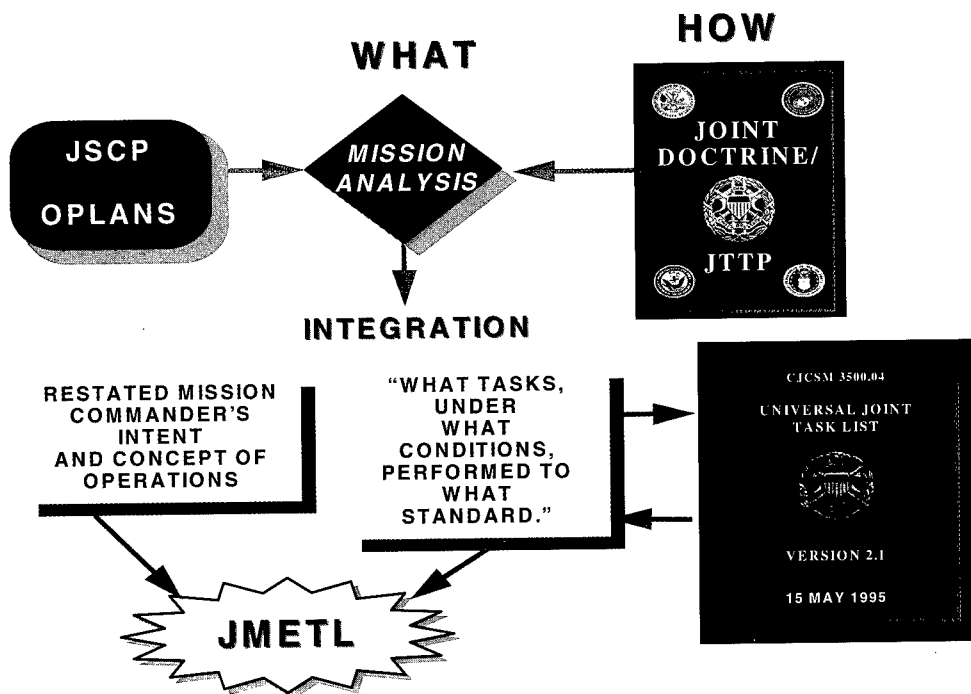 WHAT
HOW
JSCP
OPLANS
MISSION
ANALYSIS
JOINT
DOCTRINE/
JTTP
INTEGRATION
RESTATED MISSION
COMMANDER'S
INTENT
AND CONCEPT OF
OPERATIONS
“WHAT TASKS,
UNDER
WHAT
CONDITIONS,
PERFORMED TO
WHAT
STANDARD.”
CJCSM 3500.04
UNIVERSAL JOINT
TASK LIST
VERSION 2.1
15 MAY 1995
JMETL